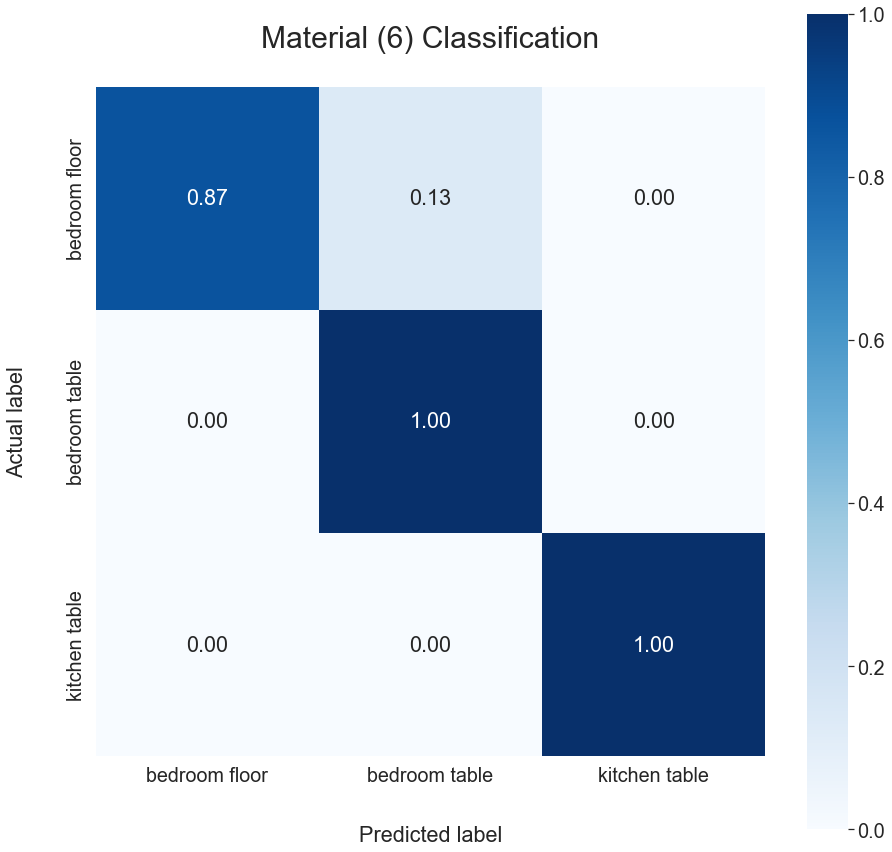 Material (6) Classification
1.0
0.8
0.6
0.4
0.2
0.0
Actual label
bedroom floor
0.87 0.13 0.00
bedroom table
0.00 1.00 0.00
kitchen table
0.00 0.00 1.00
bedroom floor bedroom table kitchen table
Predicted label